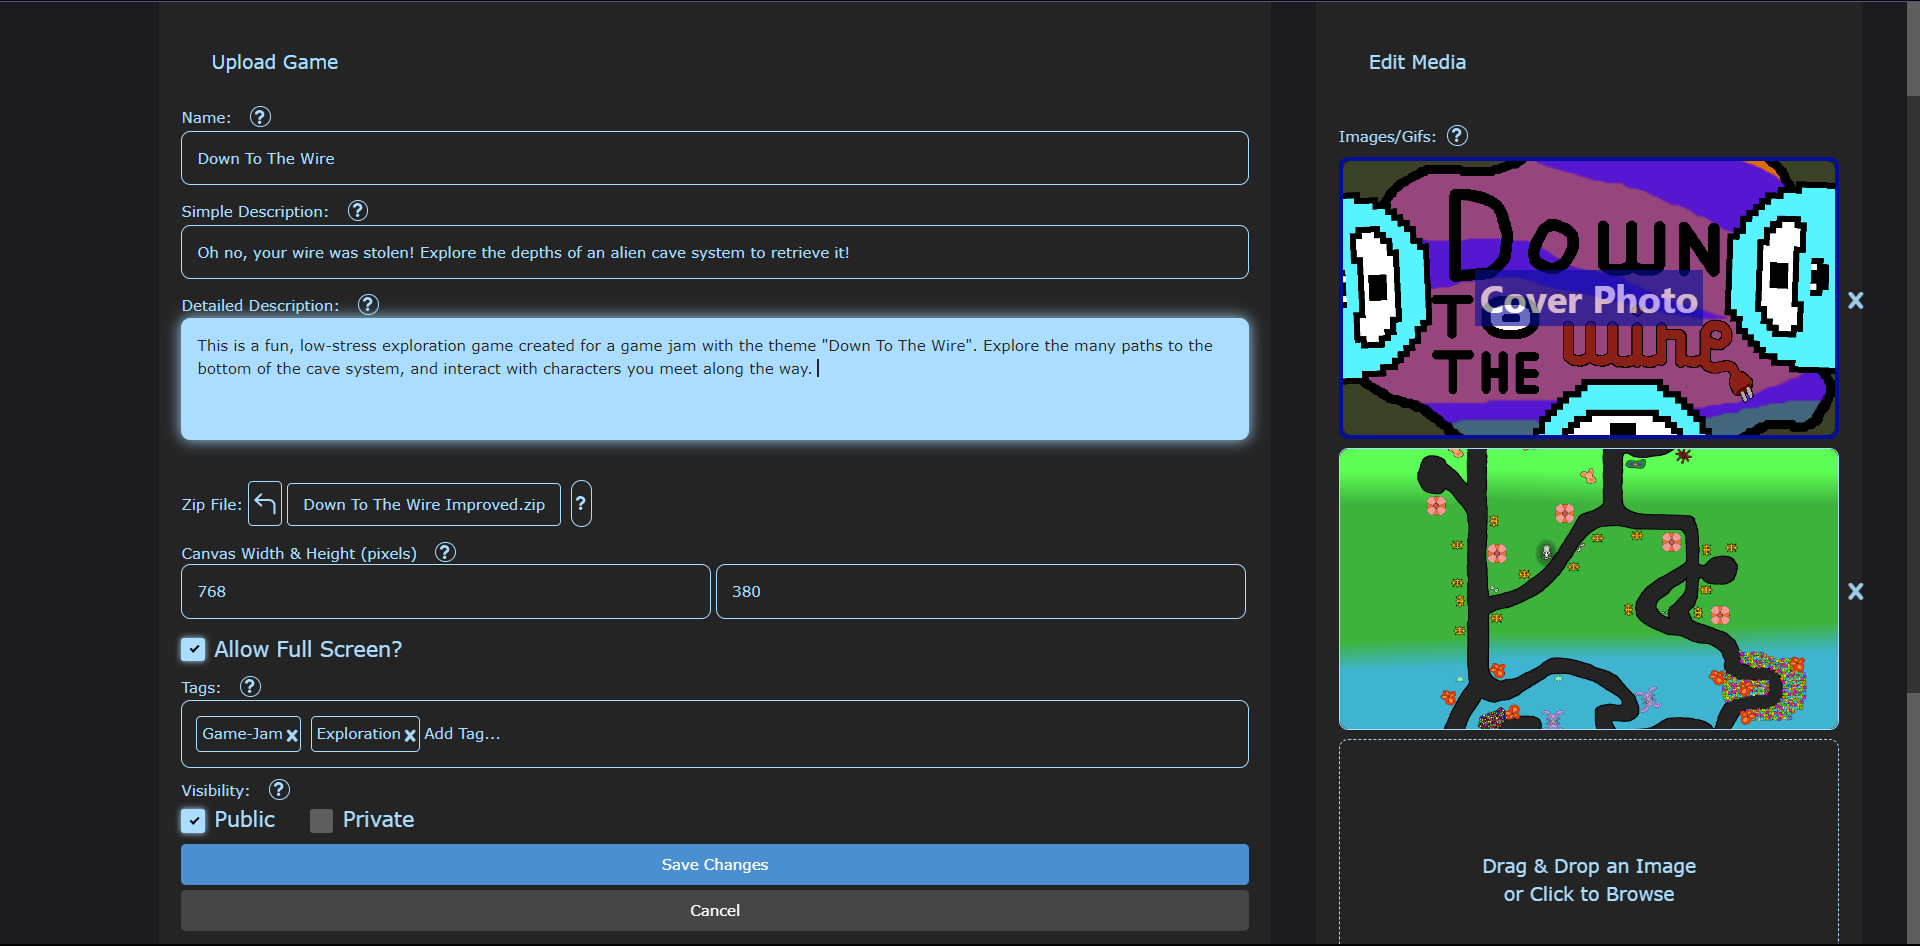 Upload Game
Name: ?
Down To The Wire
Simple Description: ?
Oh no, your wire was stolen! Explore the depths of an alien cave system to retrieve it!
Detailed Description: ?
This is a fun, low-stress exploration game created for a game jam with the theme "Down To The Wire". Explore the many paths to the
bottom of the cave system, and interact with characters you meet along the way.
Zip File: Down To The Wire Improved.zip ?
Canvas Width & Height (pixels) ?
768 380
Allow Full Screen?
Tags: ?
Game-Jam x Exploration x Add Tag...
Visibility: ?
Public Private
Save Changes
Cancel
Edit Media
Images/Gifs: ?
DOWN
TO
THE
wire
Cover Photo
x
x
Drag & Drop an Image
or Click to Browse